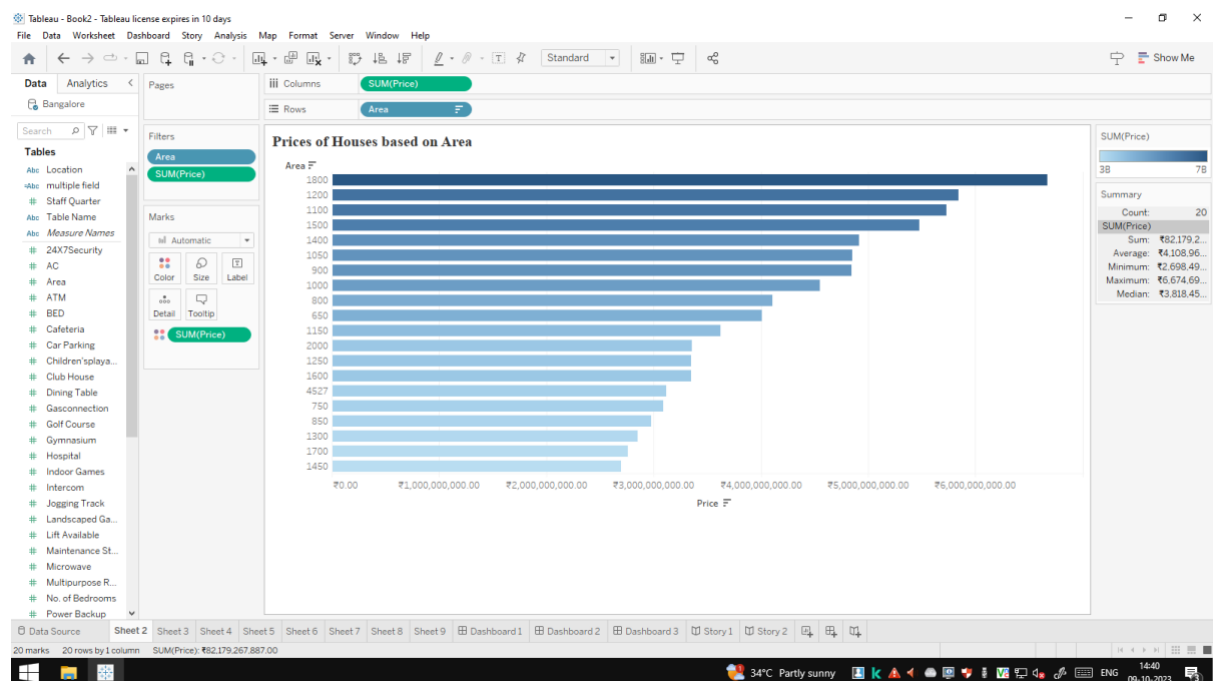 Tableau - Book2 - Tableau license expires in 10 days
File Data Worksheet Dashboard Story Analysis Map Format Server Window Help
Standard
Show Me
Data Analytics
Bangalore
Search
Tables
Abc Location
=Abc multiple field
# Staff Quarter
Abc Table Name
Abc Measure Names
# 24X7Security
# AC
# Area
# ATM
# BED
# Cafeteria
# Car Parking
# Children'splaya...
# Club House
# Dining Table
# Gasconnection
# Golf Course
# Gymnasium
# Hospital
# Indoor Games
# Intercom
# Jogging Track
# Landscaped Ga...
# Lift Available
# Maintenance St...
# Microwave
# Multipurpose R...
# No. of Bedrooms
# Power Backup
Pages
Filters
Area
SUM(Price)
Marks
Automatic
Color Size Label
Detail Tooltip
SUM(Price)
Columns SUM(Price)
Rows Area
Prices of Houses based on Area
Area
1800
1200
1100
1500
1400
1050
900
1000
800
650
1150
2000
1250
1600
4527
750
850
1300
1700
1450
₹0.00 ₹1,000,000,000.00 ₹2,000,000,000.00 ₹3,000,000,000.00 ₹4,000,000,000.00 ₹5,000,000,000.00 ₹6,000,000,000.00
Price
SUM(Price)
3B 7B
Summary
Count: 20
SUM(Price)
Sum: ₹82,179.2...
Average: ₹4,108.96...
Minimum: ₹2,698.49...
Maximum: ₹6,674.69...
Median: ₹3,818.45...
Data Source Sheet 2 Sheet 3 Sheet 4 Sheet 5 Sheet 6 Sheet 7 Sheet 8 Sheet 9 Dashboard 1 Dashboard 2 Dashboard 3 Story 1 Story 2
20 marks 20 rows by 1 column SUM(Price): ₹82,179,267,887.00
34°C Partly sunny ENG 14:40
09-10-2023